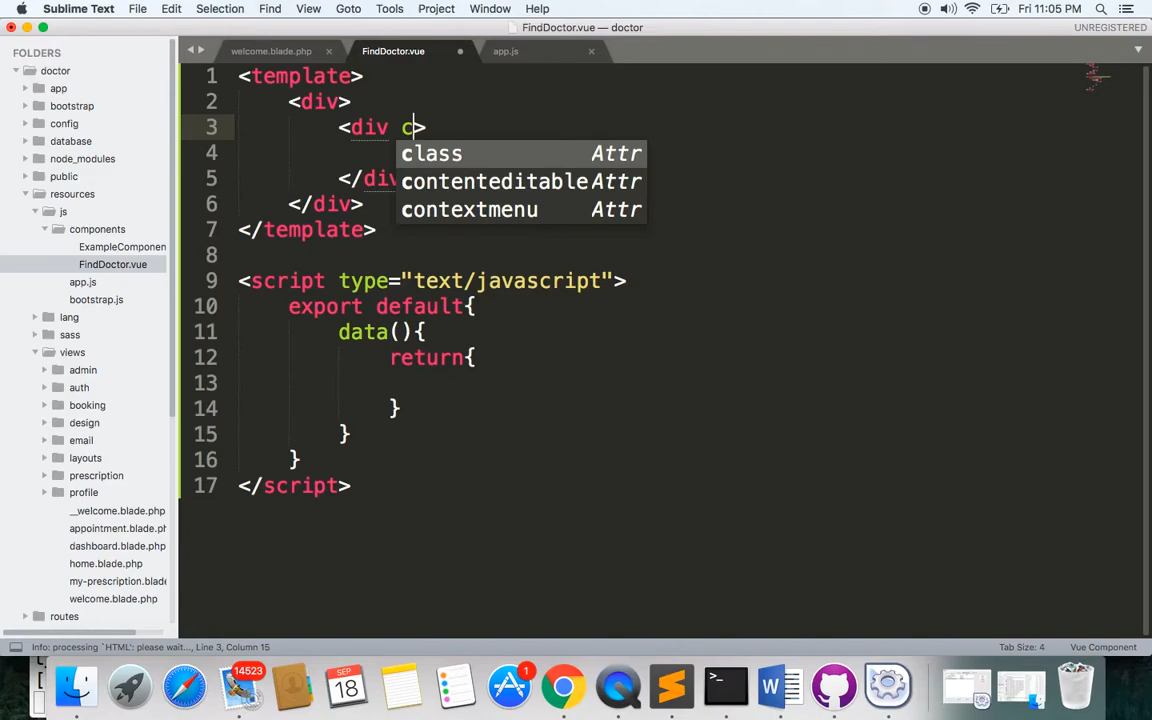 Sublime Text File Edit Selection Find View Goto Tools Project Window Help Fri 11:05 PM
FindDoctor.vue — doctor UNREGISTERED
FOLDERS
doctor
app
bootstrap
config
database
node_modules
public
resources
js
components
ExampleComponen
FindDoctor.vue
app.js
bootstrap.js
lang
sass
views
admin
auth
booking
design
email
layouts
prescription
profile
__welcome.blade.ph
appointment.blade.ph
dashboard.blade.php
home.blade.php
my-prescription.blade
welcome.blade.php
routes
welcome.blade.php FindDoctor.vue app.js
1 <template>
2 <div>
3 <div c>
class Attr
4
contenteditable Attr
5 </div
contextmenu Attr
6 </div>
7 </template>
8
9 <script type="text/javascript">
10 export default{
11 data(){
12 return{
13
14 }
15 }
16 }
17 </script>
Info: processing `HTML': please wait..., Line 3, Column 15 Tab Size: 4 Vue Component
14523
SEP
18
1